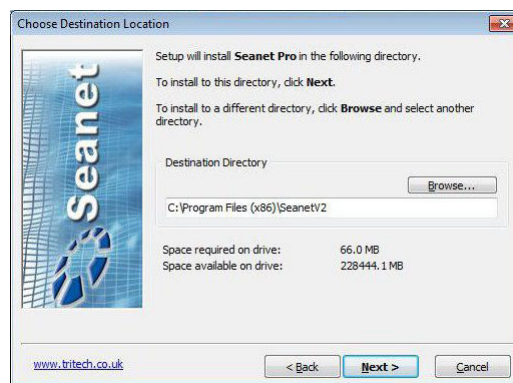 Choose Destination Location
Seanet
Setup will install Seanet Pro in the following directory.
To install to this directory, click Next.
To install to a different directory, click Browse and select another
directory.
Destination Directory
Browse...
C:\Program Files (x86)\SeanetV2
Space required on drive: 66.0 MB
Space available on drive: 228444.1 MB
www.tritech.co.uk
< Back
Next >
Cancel